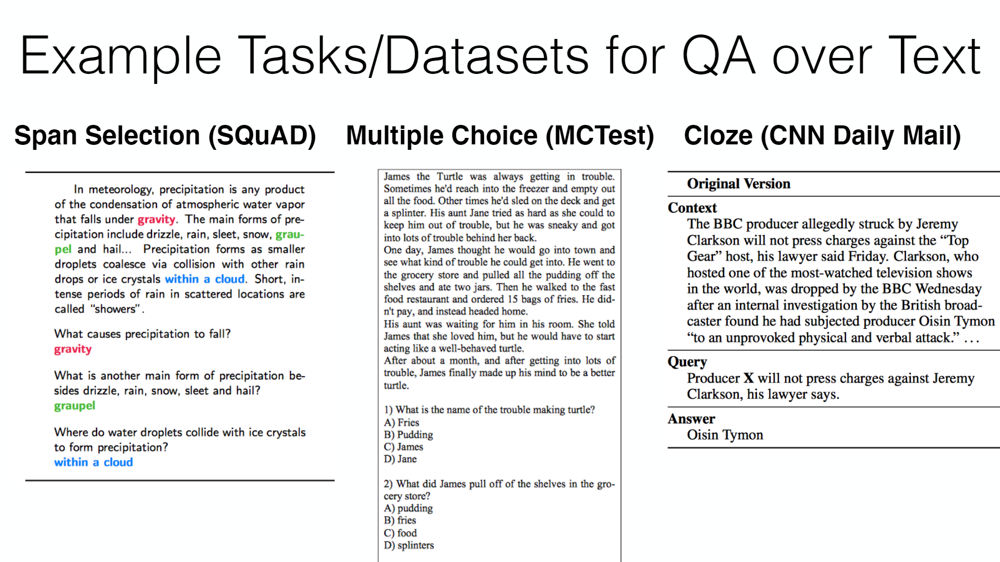 Example Tasks/Datasets for QA over Text
Span Selection (SQuAD)
In meteorology, precipitation is any product
of the condensation of atmospheric water vapor
that falls under gravity. The main forms of pre-
cipitation include drizzle, rain, sleet, snow, grau-
pel and hail... Precipitation forms as smaller
droplets coalesce via collision with other rain
drops or ice crystals within a cloud. Short, in-
tense periods of rain in scattered locations are
called “showers”.
What causes precipitation to fall?
gravity
What is another main form of precipitation be-
sides drizzle, rain, snow, sleet and hail?
graupel
Where do water droplets collide with ice crystals
to form precipitation?
within a cloud
Multiple Choice (MCTest)
James the Turtle was always getting in trouble.
Sometimes he'd reach into the freezer and empty out
all the food. Other times he'd sled on the deck and get
a splinter. His aunt Jane tried as hard as she could to
keep him out of trouble, but he was sneaky and got
into lots of trouble behind her back.
One day, James thought he would go into town and
see what kind of trouble he could get into. He went to
the grocery store and pulled all the pudding off the
shelves and ate two jars. Then he walked to the fast
food restaurant and ordered 15 bags of fries. He did-
n't pay, and instead headed home.
His aunt was waiting for him in his room. She told
James that she loved him, but he would have to start
acting like a well-behaved turtle.
After about a month, and after getting into lots of
trouble, James finally made up his mind to be a better
turtle.
1) What is the name of the trouble making turtle?
A) Fries
B) Pudding
C) James
D) Jane
2) What did James pull off of the shelves in the gro-
cery store?
A) pudding
B) fries
C) food
D) splinters
Cloze (CNN Daily Mail)
Original Version
Context
The BBC producer allegedly struck by Jeremy
Clarkson will not press charges against the “Top
Gear” host, his lawyer said Friday. Clarkson, who
hosted one of the most-watched television shows
in the world, was dropped by the BBC Wednesday
after an internal investigation by the British broad-
caster found he had subjected producer Oisin Tymon
“to an unprovoked physical and verbal attack.” …
Query
Producer X will not press charges against Jeremy
Clarkson, his lawyer says.
Answer
Oisin Tymon